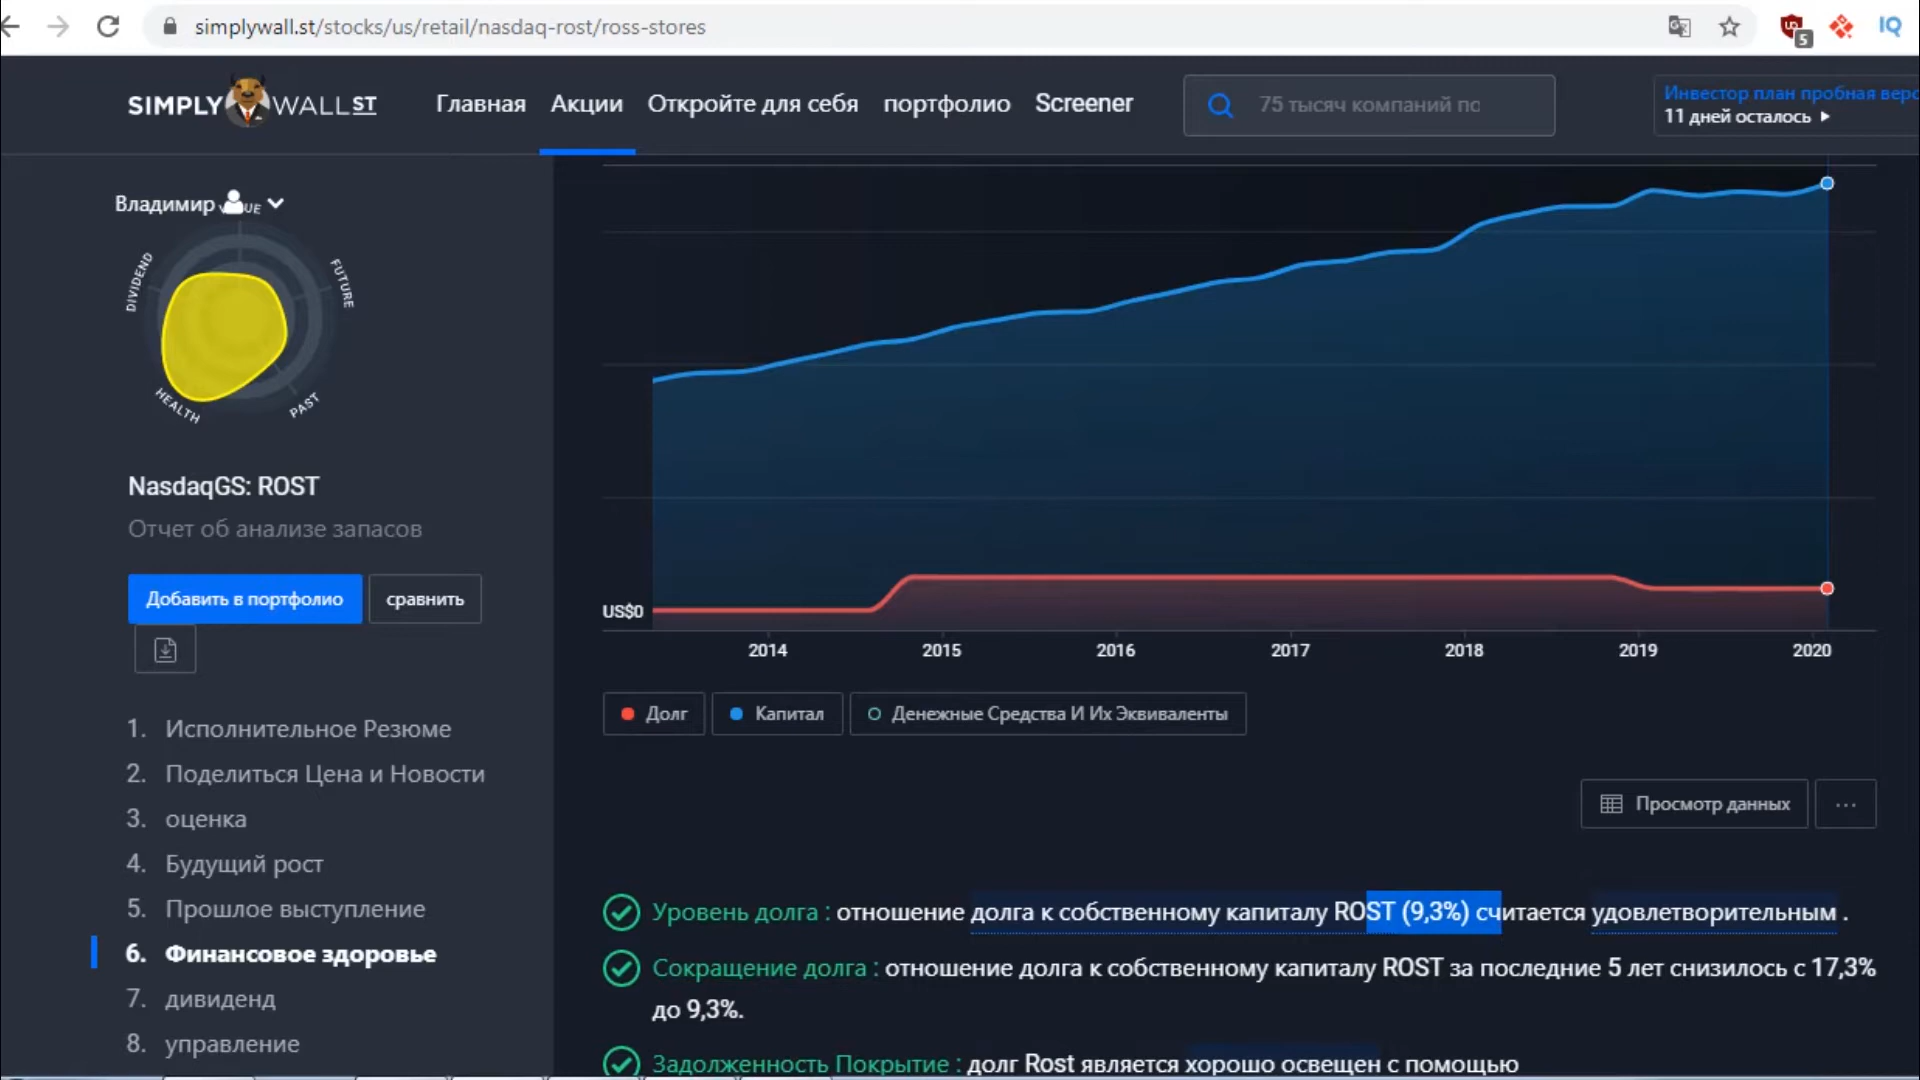 simplywall.st/stocks/us/retail/nasdaq-rost/ross-stores
5
IQ
SIMPLY WALL ST
Главная
Акции
Откройте для себя
портфолио
Screener
75 тысяч компаний пс
Инвестор план пробная верс
11 дней осталось
Владимир
UE
DIVIDEND
FUTURE
HEALTH
PAST
NasdaqGS: ROST
Отчет об анализе запасов
Добавить в портфолио
сравнить
1. Исполнительное Резюме
2. Поделиться Цена и Новости
3. оценка
4. Будущий рост
5. Прошлое выступление
6. Финансовое здоровье
7. дивиденд
8. управление
US$0
2014 2015 2016 2017 2018 2019 2020
Долг
Капитал
Денежные Средства И Их Эквиваленты
Просмотр данных
...
Уровень долга : отношение долга к собственному капиталу ROST (9,3%) считается удовлетворительным .
Сокращение долга : отношение долга к собственному капиталу ROST за последние 5 лет снизилось с 17,3%
до 9,3%.
Задолженность Покрытие : долг Rost является хорошо освещен с помощью